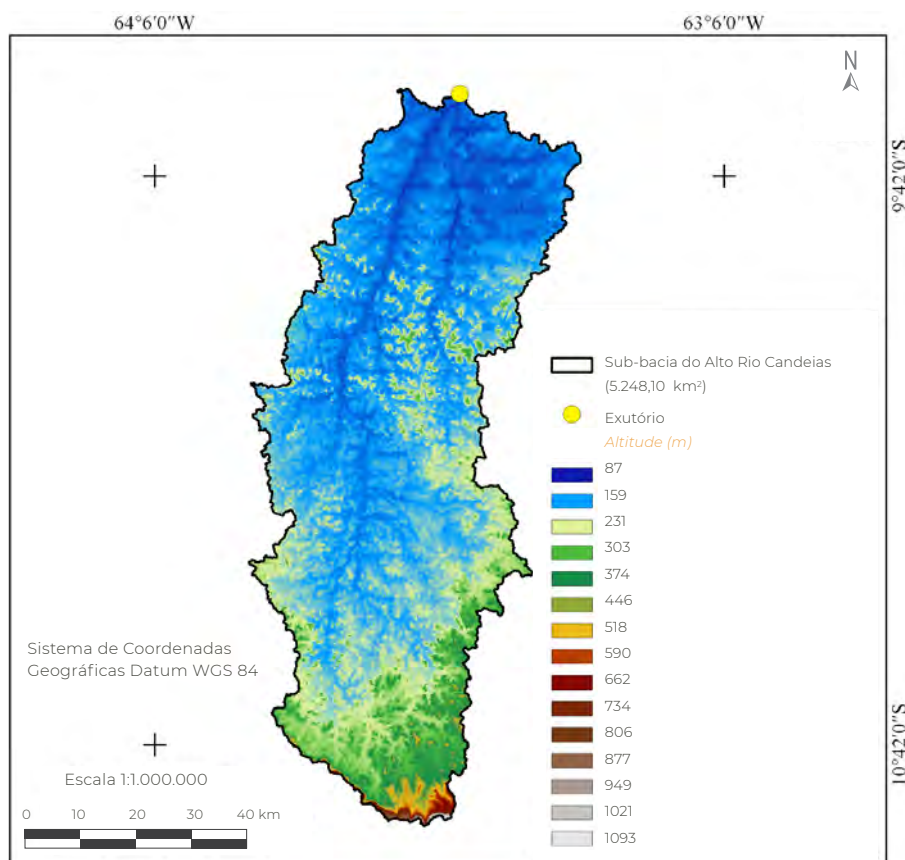 64°6'0"W
63°6'0"W
N
9°42'0"S
Sub-bacia do Alto Rio Candeias
(5.248,10 km²)
Exutório
Altitude (m)
87
159
231
303
374
446
518
590
662
734
806
877
949
1021
1093
Sistema de Coordenadas
Geográficas Datum WGS 84
10°42'0"S
Escala 1:1.000.000
0 10 20 30 40 km